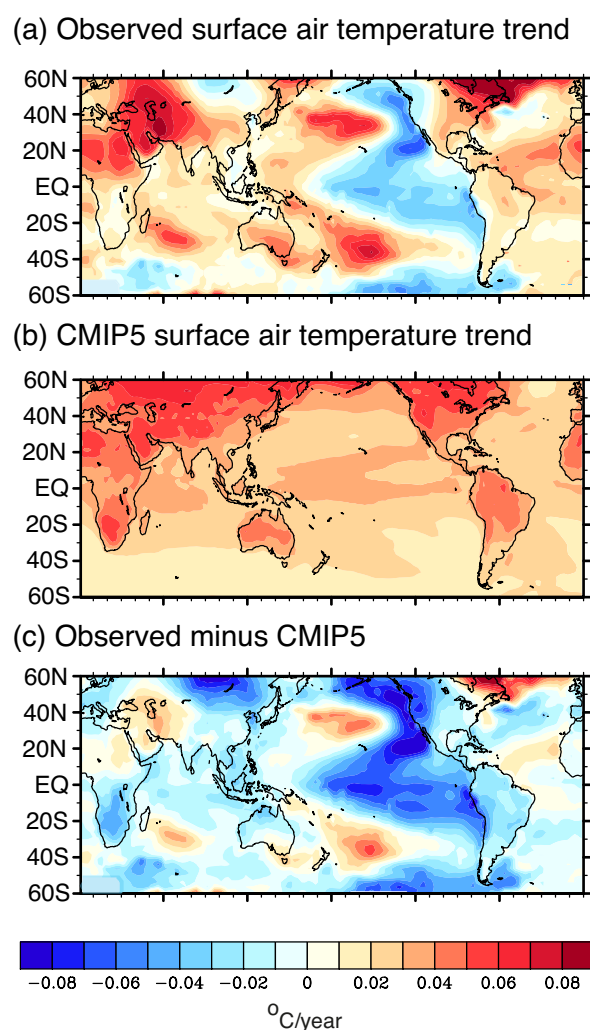 (a) Observed surface air temperature trend
60N
40N
20N
EQ
20S
40S
60S
(b) CMIP5 surface air temperature trend
60N
40N
20N
EQ
20S
40S
60S
(c) Observed minus CMIP5
60N
40N
20N
EQ
20S
40S
60S
−0.08 −0.06 −0.04 −0.02 0 0.02 0.04 0.06 0.08
°C/year